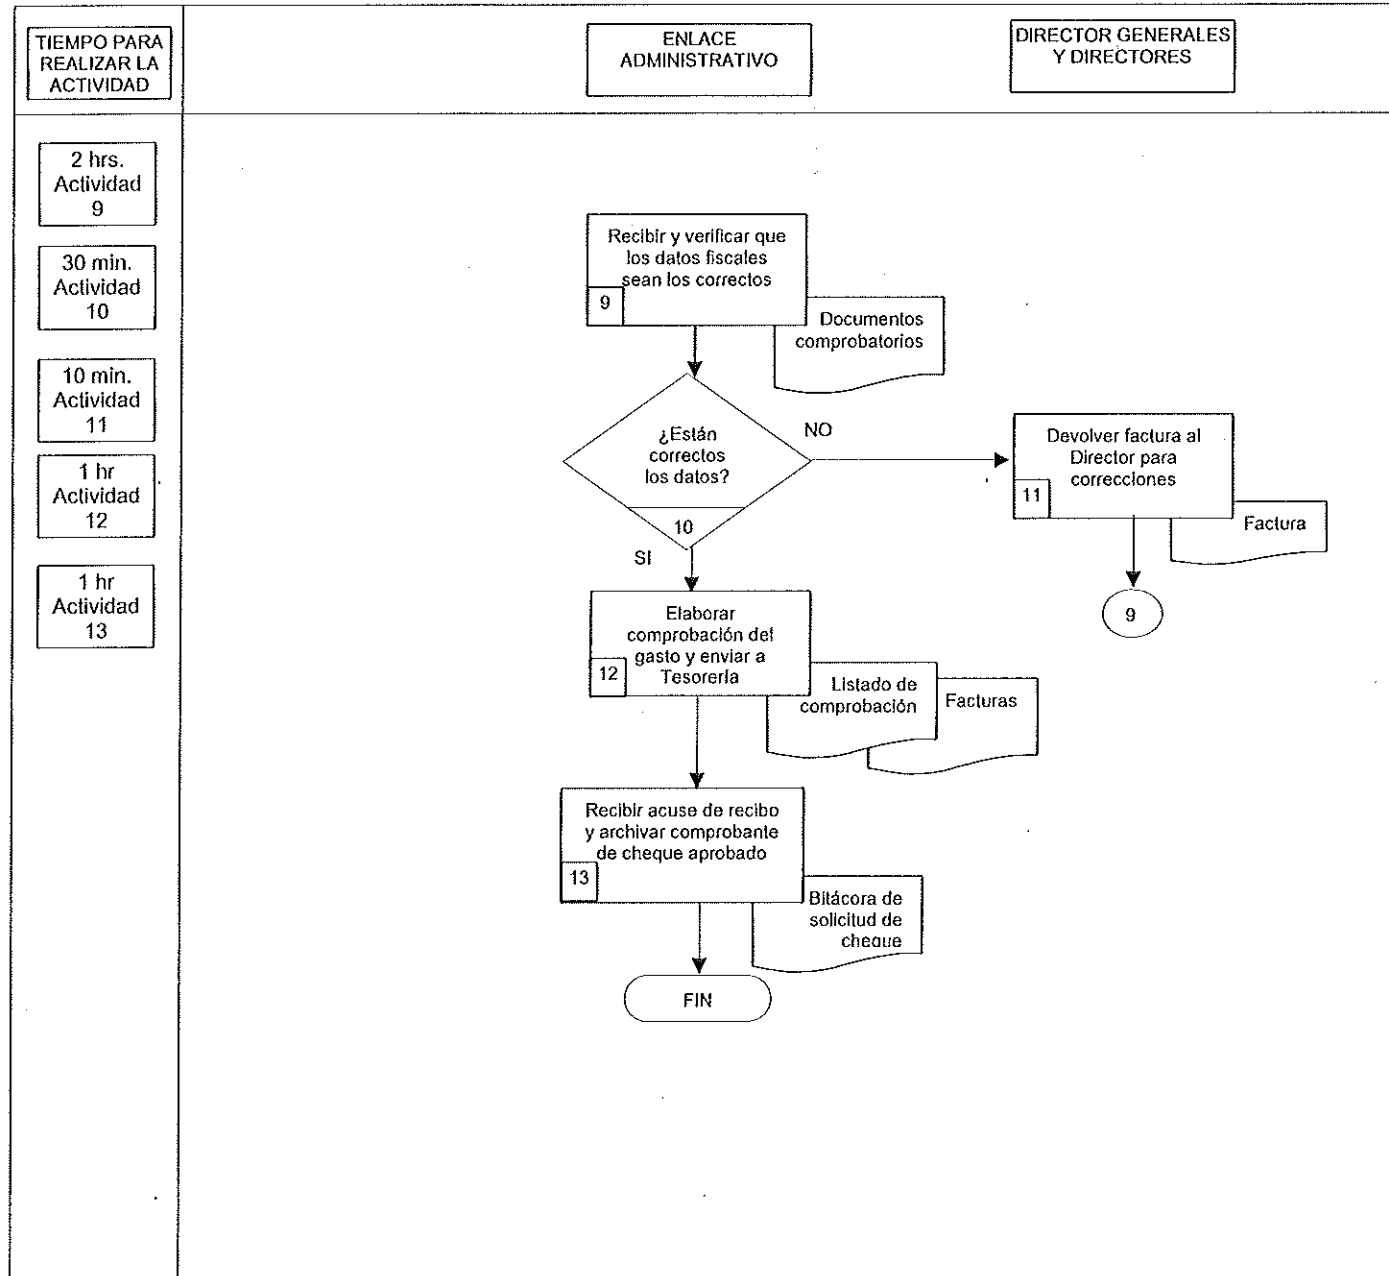 TIEMPO PARA
REALIZAR LA
ACTIVIDAD
ENLACE
ADMINISTRATIVO
DIRECTOR GENERALES
Y DIRECTORES
2 hrs.
Actividad
9
30 min.
Actividad
10
10 min.
Actividad
11
1 hr
Actividad
12
1 hr
Actividad
13
Recibir y verificar que
los datos fiscales
sean los correctos
9
Documentos
comprobatorios
¿Están
correctos
los datos?
10
NO
SI
Devolver factura al
Director para
correcciones
11
Factura
9
Elaborar
comprobación del
gasto y enviar a
Tesorería
12
Listado de
comprobación
Facturas
Recibir acuse de recibo
y archivar comprobante
de cheque aprobado
13
Bitácora de
solicitud de
cheque
FIN